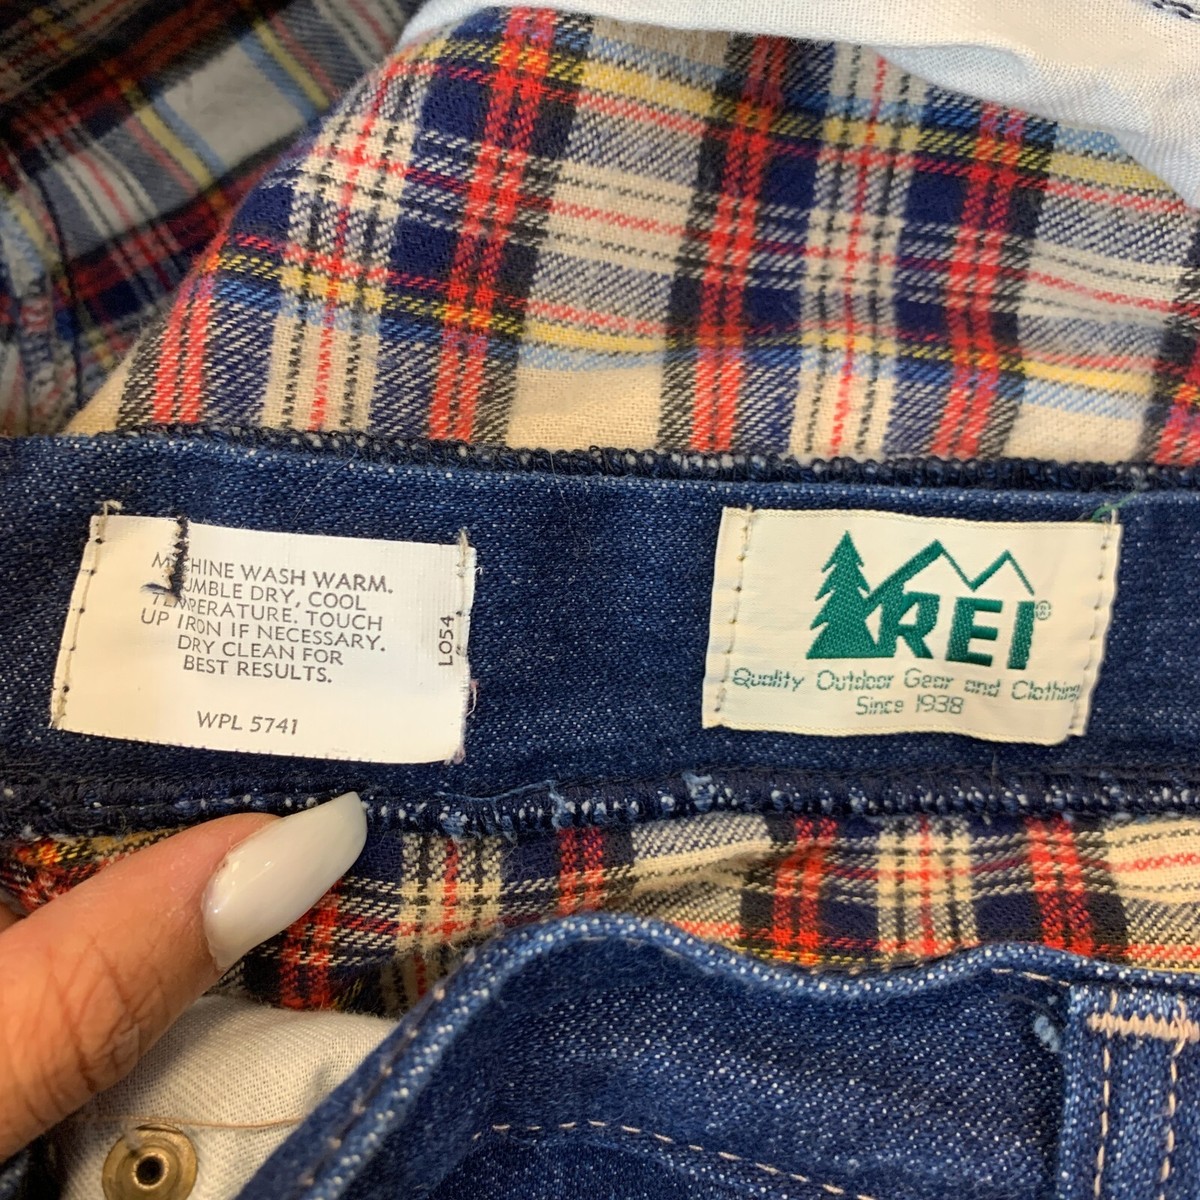 MACHINE WASH WARM.
TUMBLE DRY, COOL
TEMPERATURE. TOUCH
UP IRON IF NECESSARY.
DRY CLEAN FOR
BEST RESULTS.
WPL 5741
LO54
REI®
Quality Outdoor Gear and Clothing
Since 1938